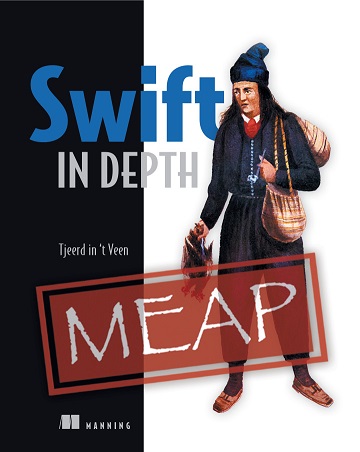 Swift
IN DEPTH
Tjeerd in 't Veen
MEAP
MANNING